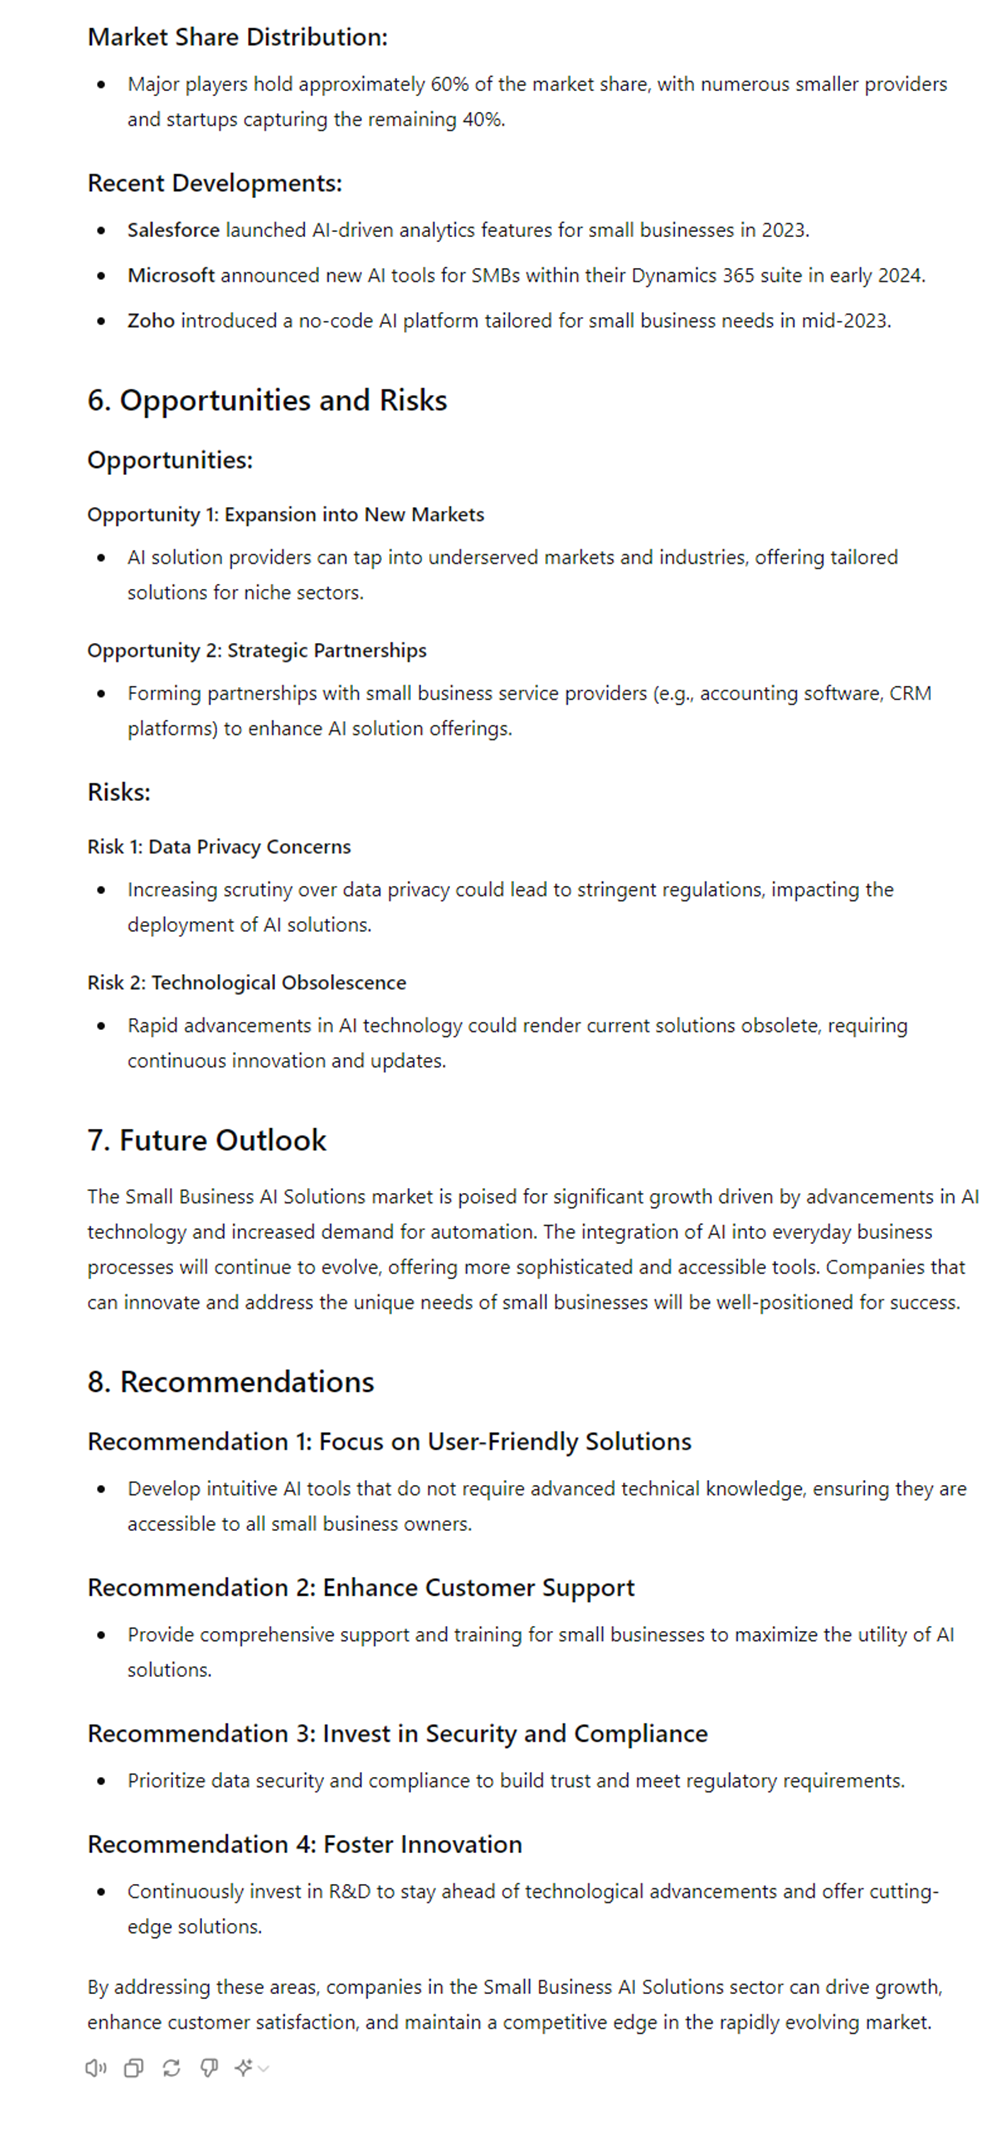 Market Share Distribution:
Major players hold approximately 60% of the market share, with numerous smaller providers
and startups capturing the remaining 40%.
Recent Developments:
Salesforce launched AI-driven analytics features for small businesses in 2023.
Microsoft announced new AI tools for SMBs within their Dynamics 365 suite in early 2024.
Zoho introduced a no-code AI platform tailored for small business needs in mid-2023.
6. Opportunities and Risks
Opportunities:
Opportunity 1: Expansion into New Markets
AI solution providers can tap into underserved markets and industries, offering tailored
solutions for niche sectors.
Opportunity 2: Strategic Partnerships
Forming partnerships with small business service providers (e.g., accounting software, CRM
platforms) to enhance AI solution offerings.
Risks:
Risk 1: Data Privacy Concerns
Increasing scrutiny over data privacy could lead to stringent regulations, impacting the
deployment of AI solutions.
Risk 2: Technological Obsolescence
Rapid advancements in AI technology could render current solutions obsolete, requiring
continuous innovation and updates.
7. Future Outlook
The Small Business AI Solutions market is poised for significant growth driven by advancements in AI
technology and increased demand for automation. The integration of AI into everyday business
processes will continue to evolve, offering more sophisticated and accessible tools. Companies that
can innovate and address the unique needs of small businesses will be well-positioned for success.
8. Recommendations
Recommendation 1: Focus on User-Friendly Solutions
Develop intuitive AI tools that do not require advanced technical knowledge, ensuring they are
accessible to all small business owners.
Recommendation 2: Enhance Customer Support
Provide comprehensive support and training for small businesses to maximize the utility of AI
solutions.
Recommendation 3: Invest in Security and Compliance
Prioritize data security and compliance to build trust and meet regulatory requirements.
Recommendation 4: Foster Innovation
Continuously invest in R&D to stay ahead of technological advancements and offer cutting-
edge solutions.
By addressing these areas, companies in the Small Business AI Solutions sector can drive growth,
enhance customer satisfaction, and maintain a competitive edge in the rapidly evolving market.